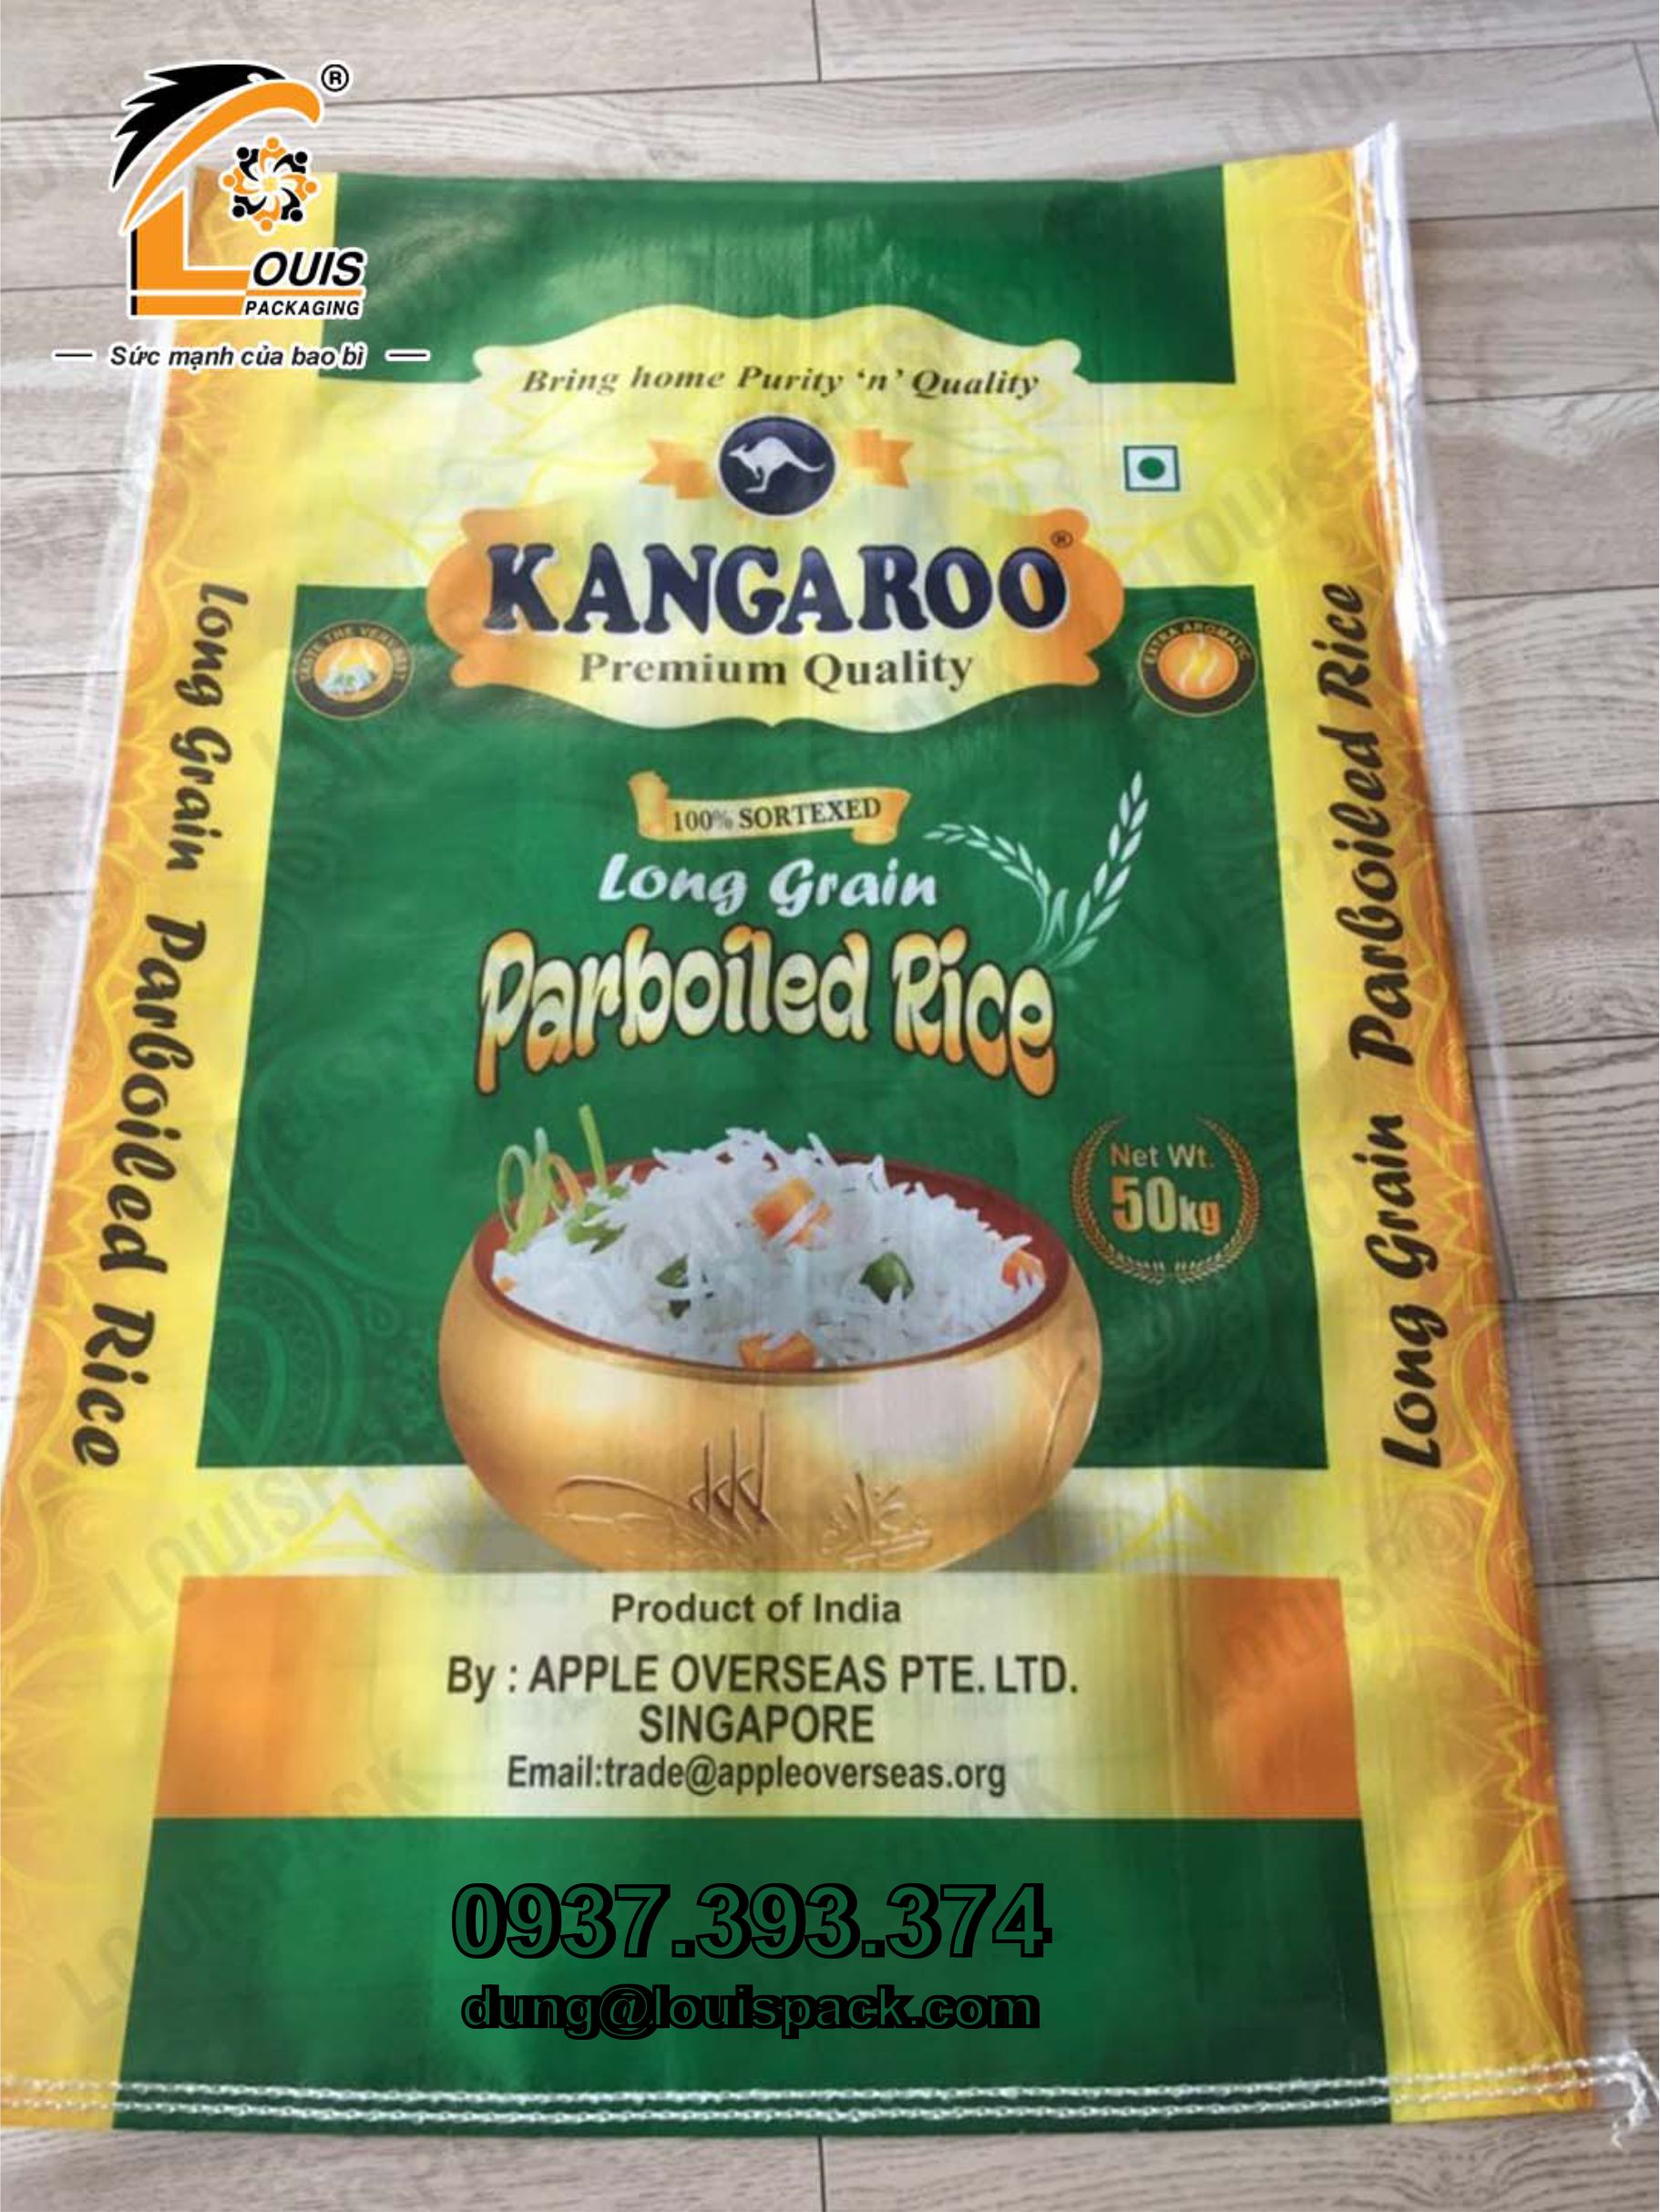 ®
LOUIS
PACKAGING
Sức mạnh của bao bì
Bring home Purity 'n' Quality
KANGAROO®
Premium Quality
EXTRA AROMATIC
100% SORTEXED
Long Grain
Parboiled Rice
Net Wt.
50kg
Long Grain Parboiled Rice
Long Grain Parboiled Rice
Product of India
By : APPLE OVERSEAS PTE. LTD.
SINGAPORE
Email:trade@appleoverseas.org
0937.393.374
dung@louispack.com